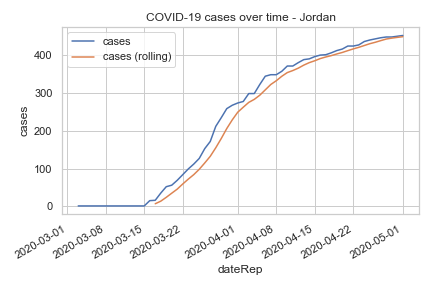 COVID-19 cases over time - Jordan
cases
cases (rolling)
400
300
200
100
0
cases
2020-03-01
2020-03-08
2020-03-15
2020-03-22
2020-04-01
2020-04-08
2020-04-15
2020-04-22
2020-05-01
dateRep